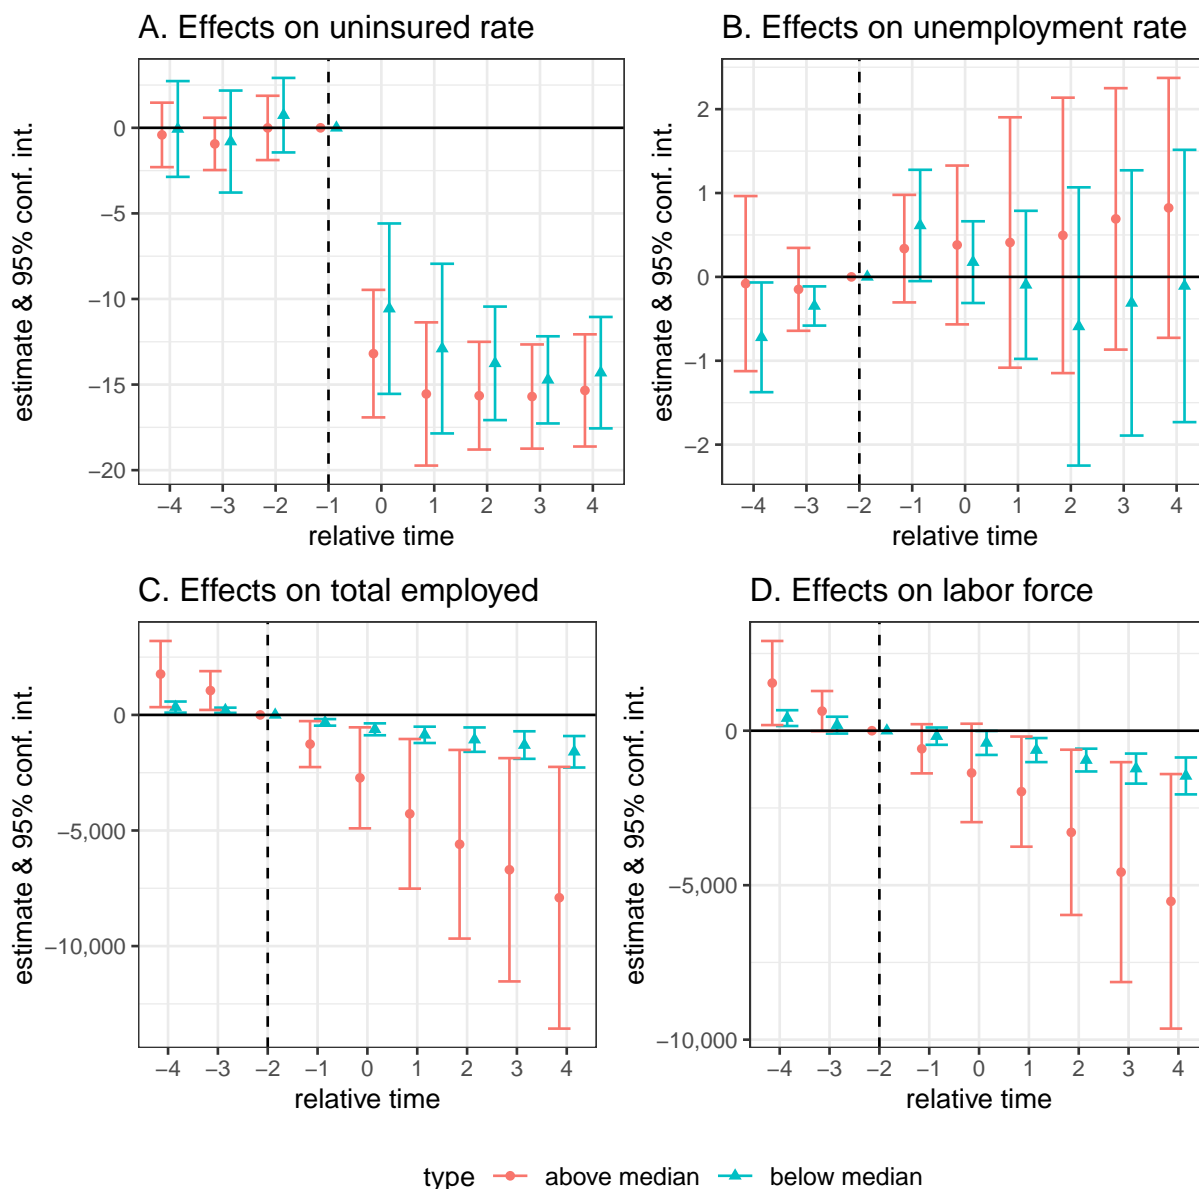 A. Effects on uninsured rate
estimate & 95% conf. int.
0
−5
−10
−15
−20
−4 −3 −2 −1 0 1 2 3 4
relative time
B. Effects on unemployment rate
estimate & 95% conf. int.
2
1
0
−1
−2
−4 −3 −2 −1 0 1 2 3 4
relative time
C. Effects on total employed
estimate & 95% conf. int.
0
−5,000
−10,000
−4 −3 −2 −1 0 1 2 3 4
relative time
D. Effects on labor force
estimate & 95% conf. int.
0
−5,000
−10,000
−4 −3 −2 −1 0 1 2 3 4
relative time
type above median below median